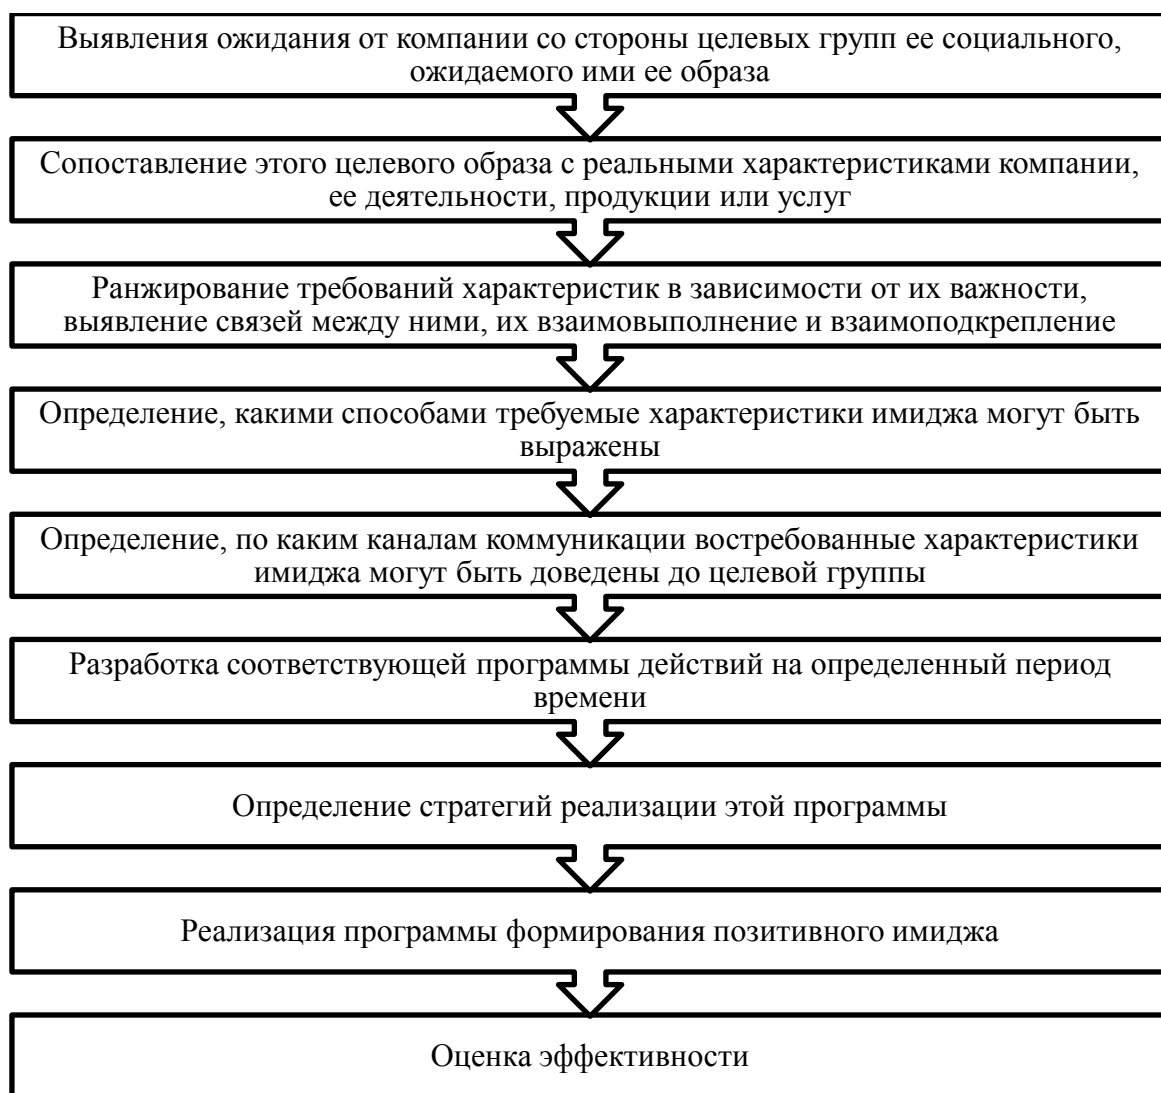 Выявления ожидания от компании со стороны целевых групп ее социального,
ожидаемого ими ее образа
Сопоставление этого целевого образа с реальными характеристиками компании,
ее деятельности, продукции или услуг
Ранжирование требований характеристик в зависимости от их важности,
выявление связей между ними, их взаимовыполнение и взаимоподкрепление
Определение, какими способами требуемые характеристики имиджа могут быть
выражены
Определение, по каким каналам коммуникации востребованные характеристики
имиджа могут быть доведены до целевой группы
Разработка соответствующей программы действий на определенный период
времени
Определение стратегий реализации этой программы
Реализация программы формирования позитивного имиджа
Оценка эффективности